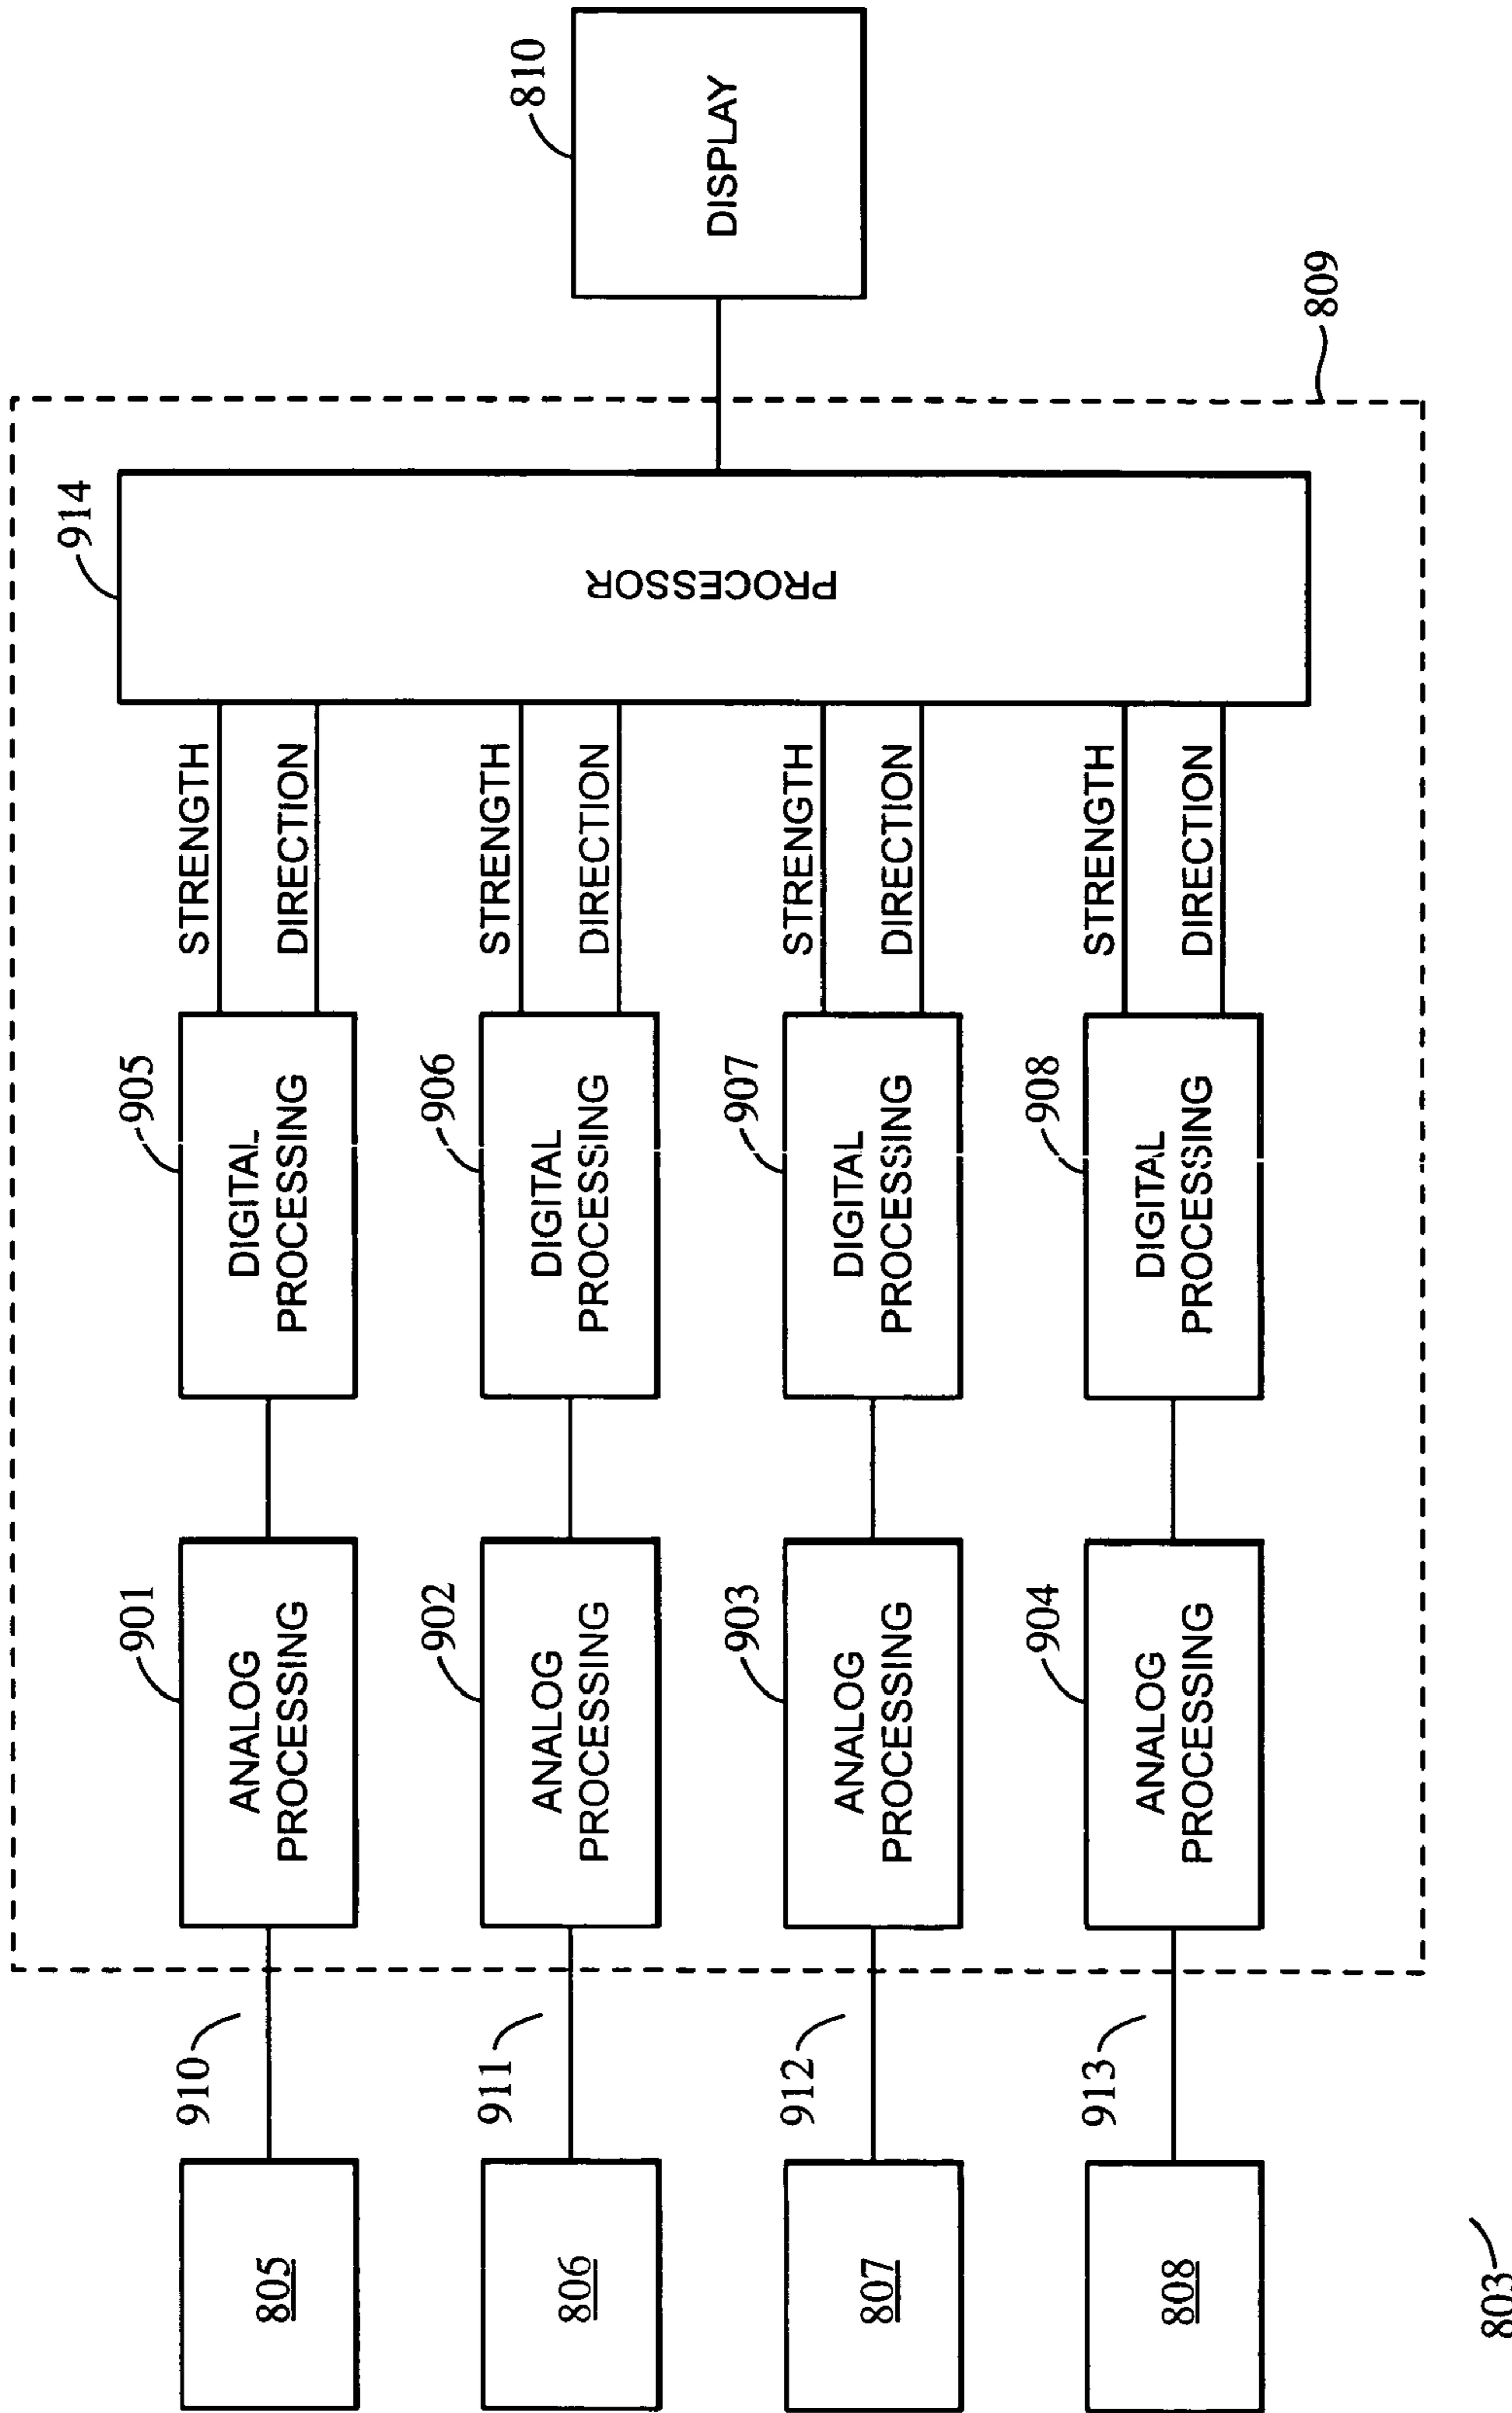 805
910
901
ANALOG
PROCESSING
905
DIGITAL
PROCESSING
STRENGTH
DIRECTION
806
911
902
ANALOG
PROCESSING
906
DIGITAL
PROCESSING
STRENGTH
DIRECTION
807
912
903
ANALOG
PROCESSING
907
DIGITAL
PROCESSING
STRENGTH
DIRECTION
808
913
904
ANALOG
PROCESSING
908
DIGITAL
PROCESSING
STRENGTH
DIRECTION
914
PROCESSOR
810
DISPLAY
809
803